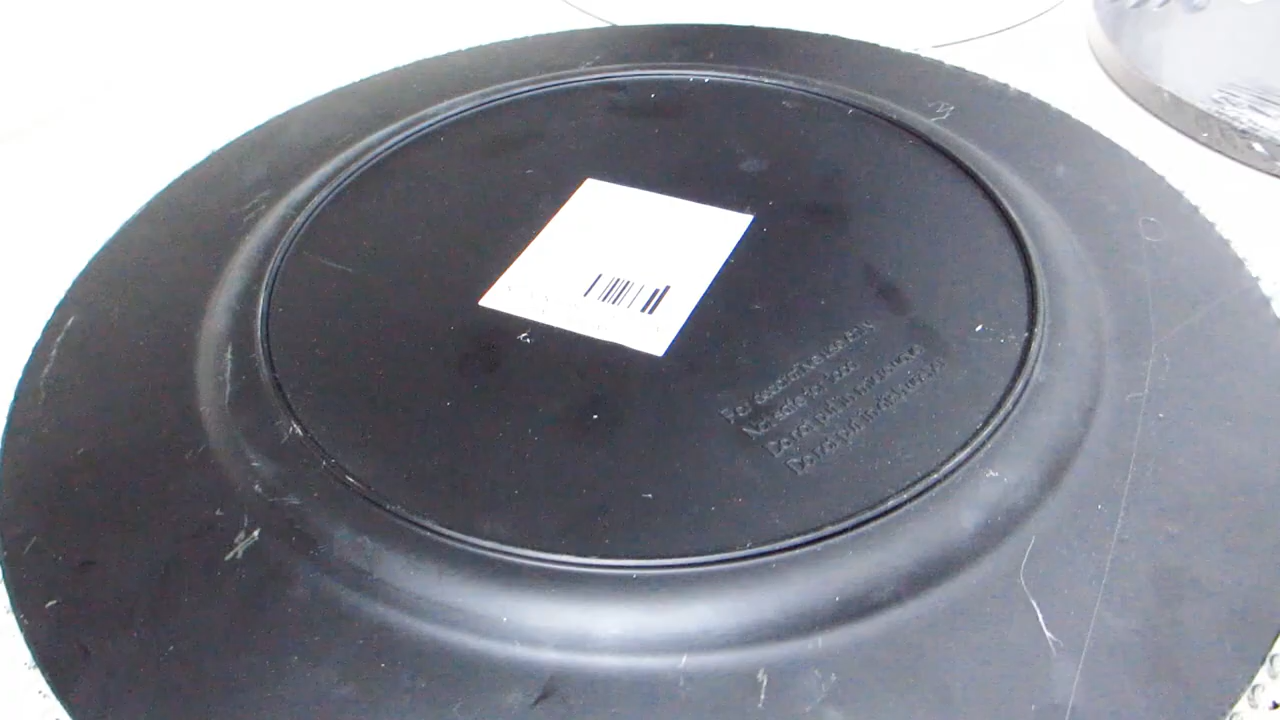 For decorative use only
Not safe for food
Do not put in microwave
Do not put in dishwasher